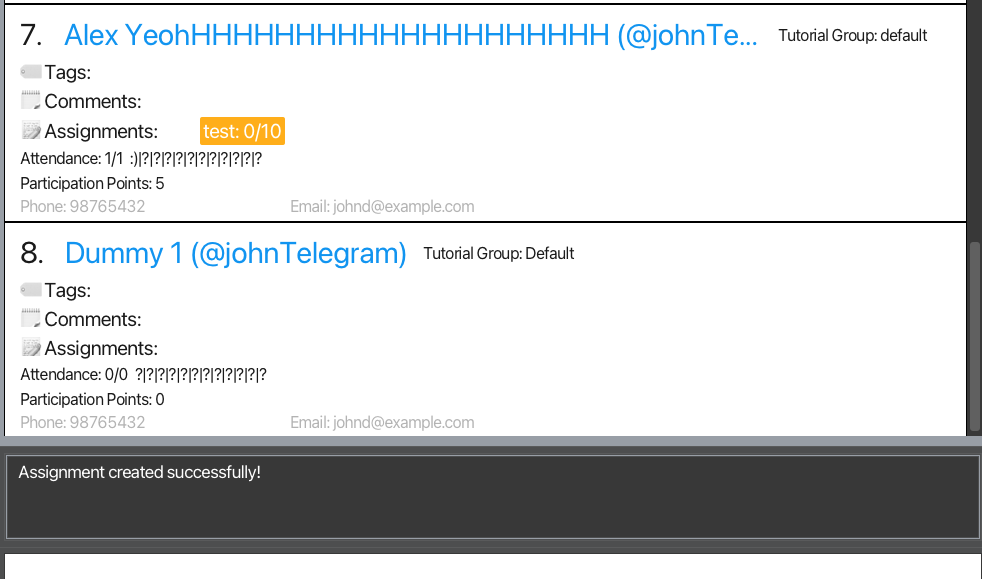 7. Alex YeohHHHHHHHHHHHHHHHHHHHH (@johnTe... Tutorial Group: default
Tags:
Comments:
Assignments: test: 0/10
Attendance: 1/1 :)|?|?|?|?|?|?|?|?|?|?|?
Participation Points: 5
Phone: 98765432 Email: johnd@example.com
8. Dummy 1 (@johnTelegram) Tutorial Group: Default
Tags:
Comments:
Assignments:
Attendance: 0/0 ?|?|?|?|?|?|?|?|?|?|?|?
Participation Points: 0
Phone: 98765432 Email: johnd@example.com
Assignment created successfully!